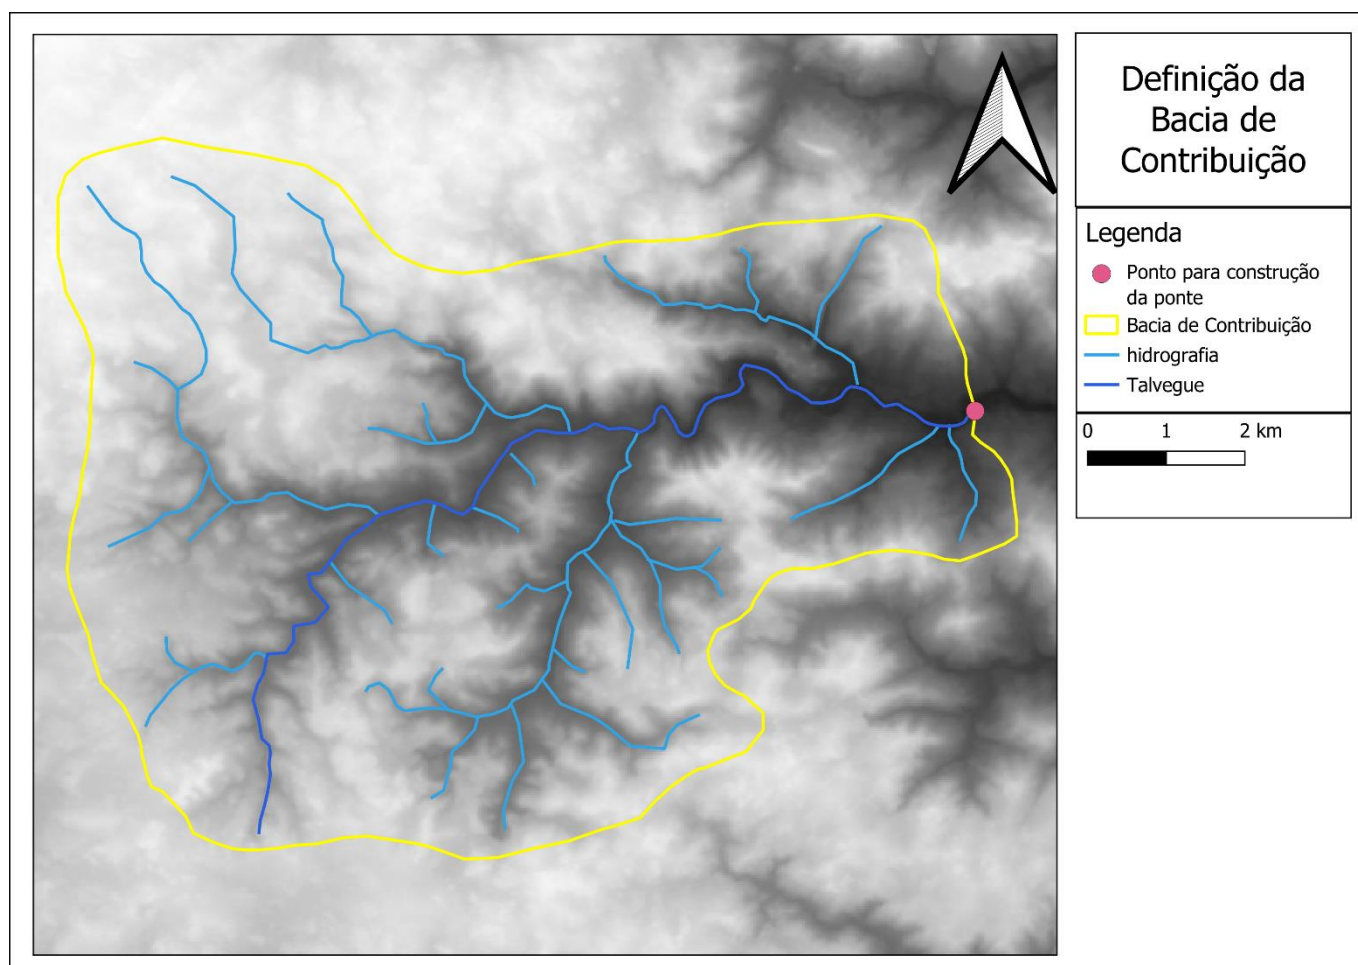 Definição da
Bacia de
Contribuição
Legenda
Ponto para construção
da ponte
Bacia de Contribuição
hidrografia
Talvegue
0 1 2 km